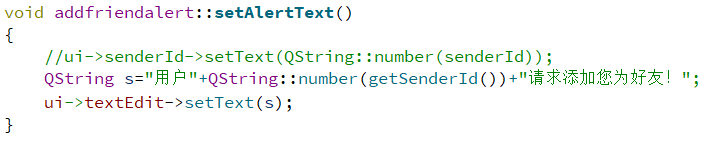 void addfriendalert::setAlertText()
{
    //ui->senderId->setText(QString::number(senderId));
    QString s="用户"+QString::number(getSenderId())+"请求添加您为好友！";
    ui->textEdit->setText(s);
}